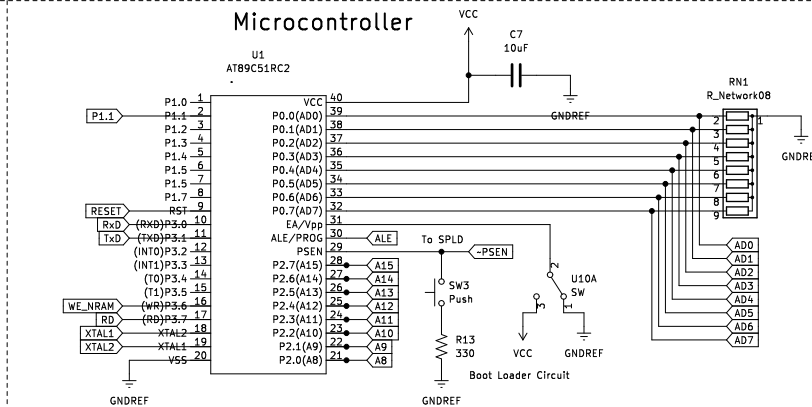 Microcontroller
VCC
C7
10uF
GNDREF
U1
AT89C51RC2
RN1
R_Network08
GNDREF
P1.0 1
P1.1 P1.1 2
P1.2 3
P1.3 4
P1.4 5
P1.5 6
P1.5 7
P1.7 8
RESET RST 9
RxD (RXD)P3.0 10
TxD (TXD)P3.1 11
(INT0)P3.2 12
(INT1)P3.3 13
(T0)P3.4 14
(T1)P3.5 15
WE_NRAM (WR)P3.6 16
RD (RD)P3.7 17
XTAL1 XTAL2 18
XTAL2 XTAL1 19
VSS 20
GNDREF
VCC 40
P0.0(AD0) 39
P0.1(AD1) 38
P0.2(AD2) 37
P0.3(AD3) 36
P0.4(AD4) 35
P0.5(AD5) 34
P0.6(AD6) 33
P0.7(AD7) 32
EA/Vpp 31
ALE/PROG 30 ALE
PSEN 29 ~PSEN
P2.7(A15) 28 A15
P2.6(A14) 27 A14
P2.5(A13) 26 A13
P2.4(A12) 25 A12
P2.3(A11) 24 A11
P2.2(A10) 23 A10
P2.1(A9) 22 A9
P2.0(A8) 21 A8
To SPLD
SW3
Push
R13
330
GNDREF
U10A
SW
2
3
1
VCC
GNDREF
Boot Loader Circuit
2
1
3
4
5
6
7
8
9
AD0
AD1
AD2
AD3
AD4
AD5
AD6
AD7